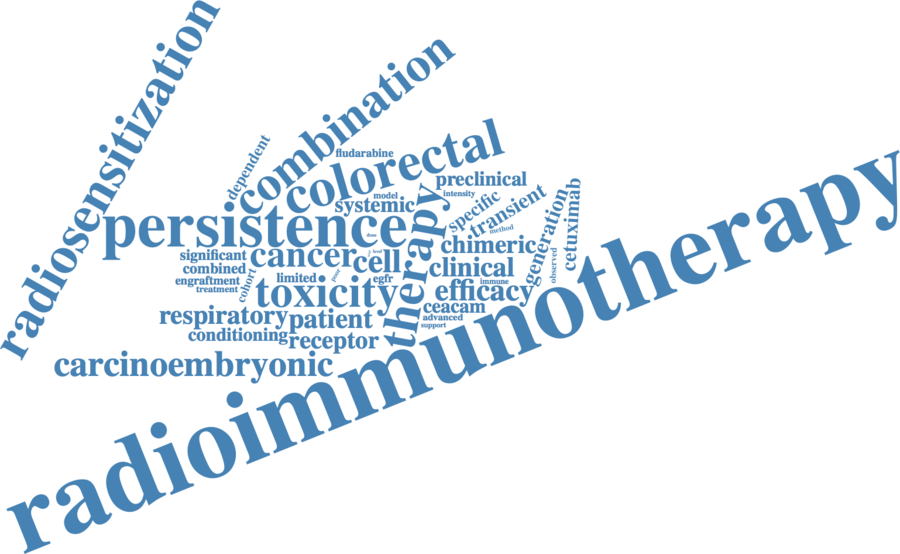 radiosensitization
combination
dependent
fludarabine
colorectal
preclinical
model
intensity
systemic
specific
transient
persistence
dose
method
therapy
generation
cetuximab
chimeric
significant
cancer
cell
combined
clinical
observed
cohort
limited
poor
egfr
engraftment
treatment
immune
toxicity
efficacy
ceacam
respiratory
patient
advanced
support
conditioning
receptor
carcinoembryonic
radioimmunotherapy